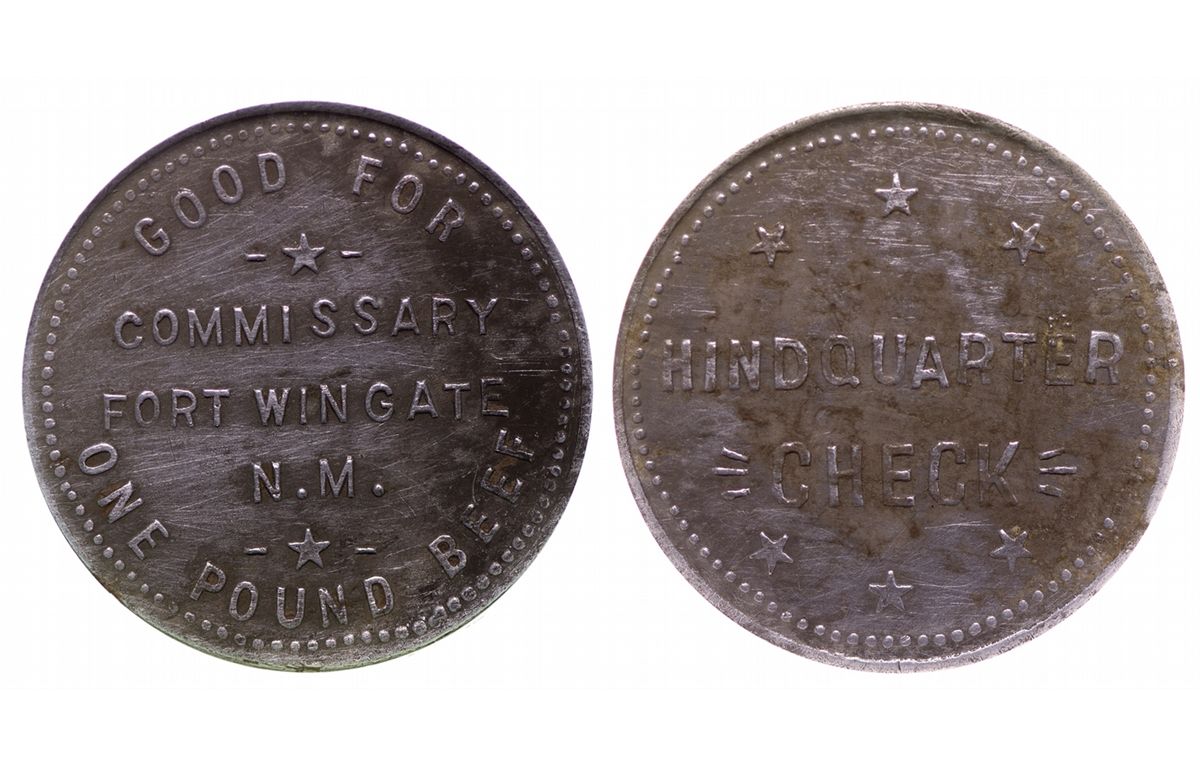 GOOD FOR
COMMISSARY
FORT WINGATE
N.M.
ONE POUND BEEF
HINDQUARTER
CHECK